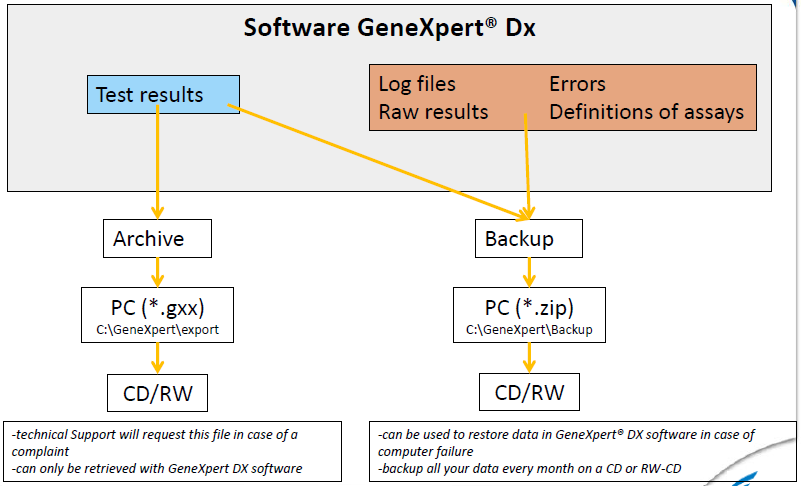 Software GeneXpert® Dx
Test results
Log files
Errors
Raw results
Definitions of assays
Archive
Backup
PC (*.gxx)
C:\GeneXpert\export
PC (*.zip)
C:\GeneXpert\Backup
CD/RW
CD/RW
-technical Support will request this file in case of a
complaint
-can only be retrieved with GeneXpert DX software
-can be used to restore data in GeneXpert® DX software in case of
computer failure
-backup all your data every month on a CD or RW-CD